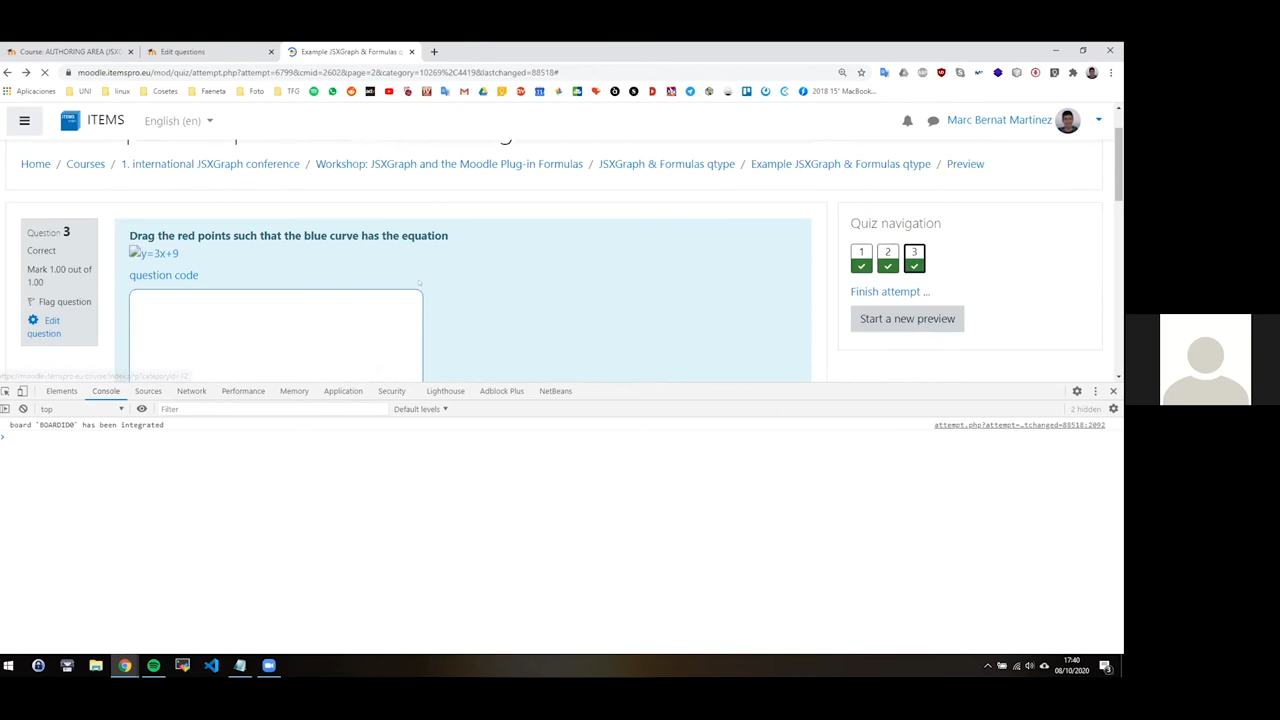 Course: AUTHORING AREA (JSXG
Edit questions
Example JSXGraph & Formulas q
moodle.itemspro.eu/mod/quiz/attempt.php?attempt=6799&cmid=2602&page=2&category=10269%2C4419&lastchanged=88518#
Aplicaciones UNI linux Cosetes Faeneta Foto TFG 2018 15" MacBook...
ITEMS English (en) Marc Bernat Martinez
Home / Courses / 1. international JSXGraph conference / Workshop: JSXGraph and the Moodle Plug-in Formulas / JSXGraph & Formulas qtype / Example JSXGraph & Formulas qtype / Preview
Question 3
Correct
Mark 1.00 out of
1.00
Flag question
Edit
question
Drag the red points such that the blue curve has the equation
y=3x+9
question code
Quiz navigation
1 2 3
Finish attempt ...
Start a new preview
Elements Console Sources Network Performance Memory Application Security Lighthouse Adblock Plus NetBeans
top Filter Default levels 2 hidden
board `BOARDID0` has been integrated attempt.php?attempt=…tchanged=88518:2092
17:40
08/10/2020
3